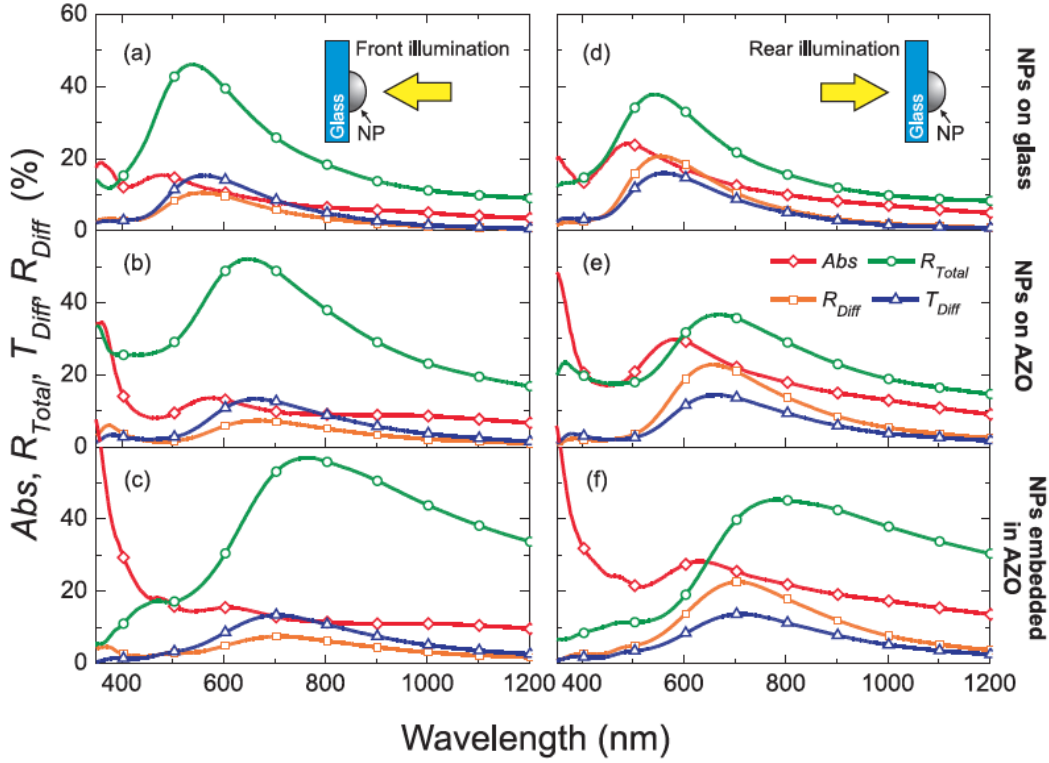 Abs, R_Total, T_Diff, R_Diff (%)
60
40
20
0
(a)
Front illumination
Glass
NP
(d)
Rear illumination
Glass
NP
NPs on glass
40
20
0
(b)
(e)
Abs
R_Total
R_Diff
T_Diff
NPs on AZO
40
20
0
(c)
(f)
NPs embedded
in AZO
400 600 800 1000 1200
400 600 800 1000 1200
Wavelength (nm)